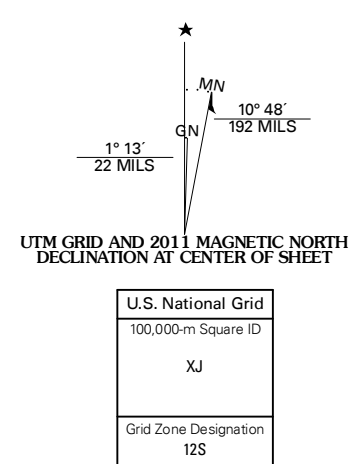 MN
10° 48´
192 MILS
GN
1° 13´
22 MILS
UTM GRID AND 2011 MAGNETIC NORTH
DECLINATION AT CENTER OF SHEET
U.S. National Grid
100,000-m Square ID
XJ
Grid Zone Designation
12S